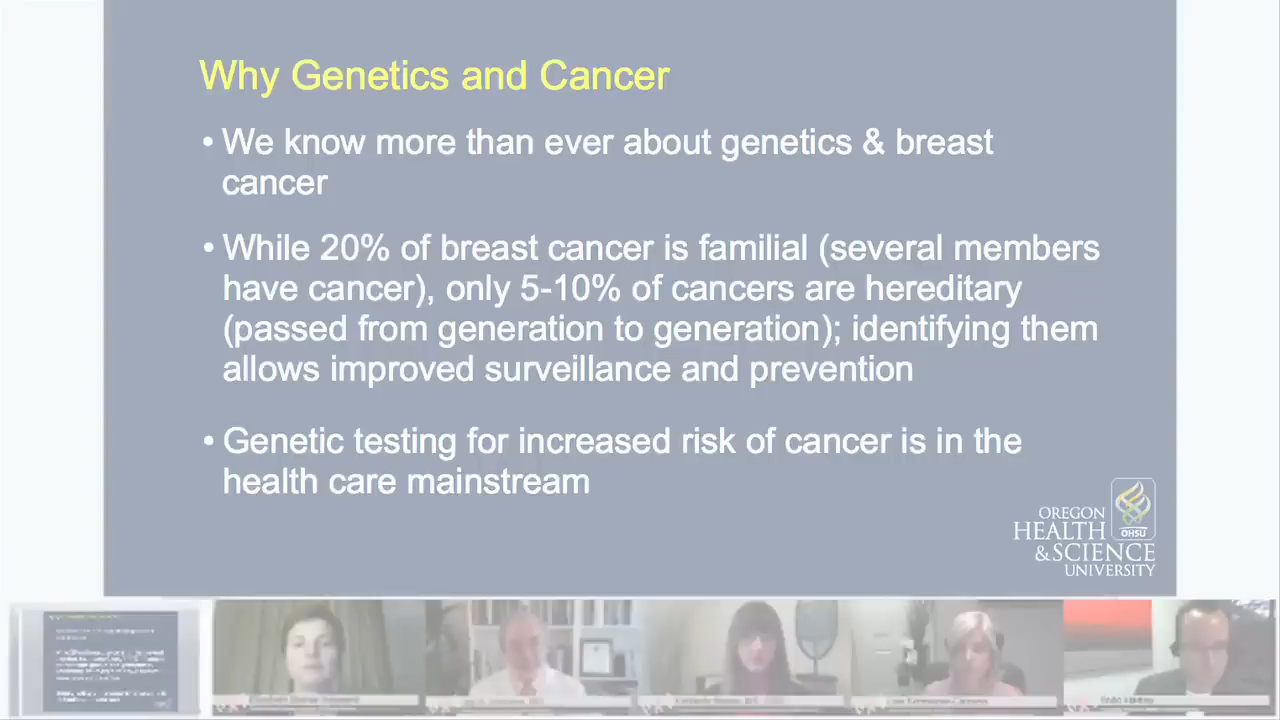 Why Genetics and Cancer
• We know more than ever about genetics & breast
cancer
• While 20% of breast cancer is familial (several members
have cancer), only 5-10% of cancers are hereditary
(passed from generation to generation); identifying them
allows improved surveillance and prevention
• Genetic testing for increased risk of cancer is in the
health care mainstream
OREGON
HEALTH
OHSU
&SCIENCE
UNIVERSITY